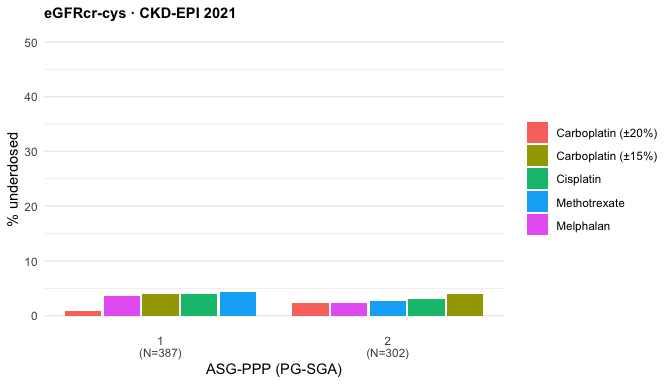 eGFRcr-cys · CKD-EPI 2021
50
40
30
20
10
0
% underdosed
1
(N=387)
2
(N=302)
ASG-PPP (PG-SGA)
Carboplatin (±20%)
Carboplatin (±15%)
Cisplatin
Methotrexate
Melphalan